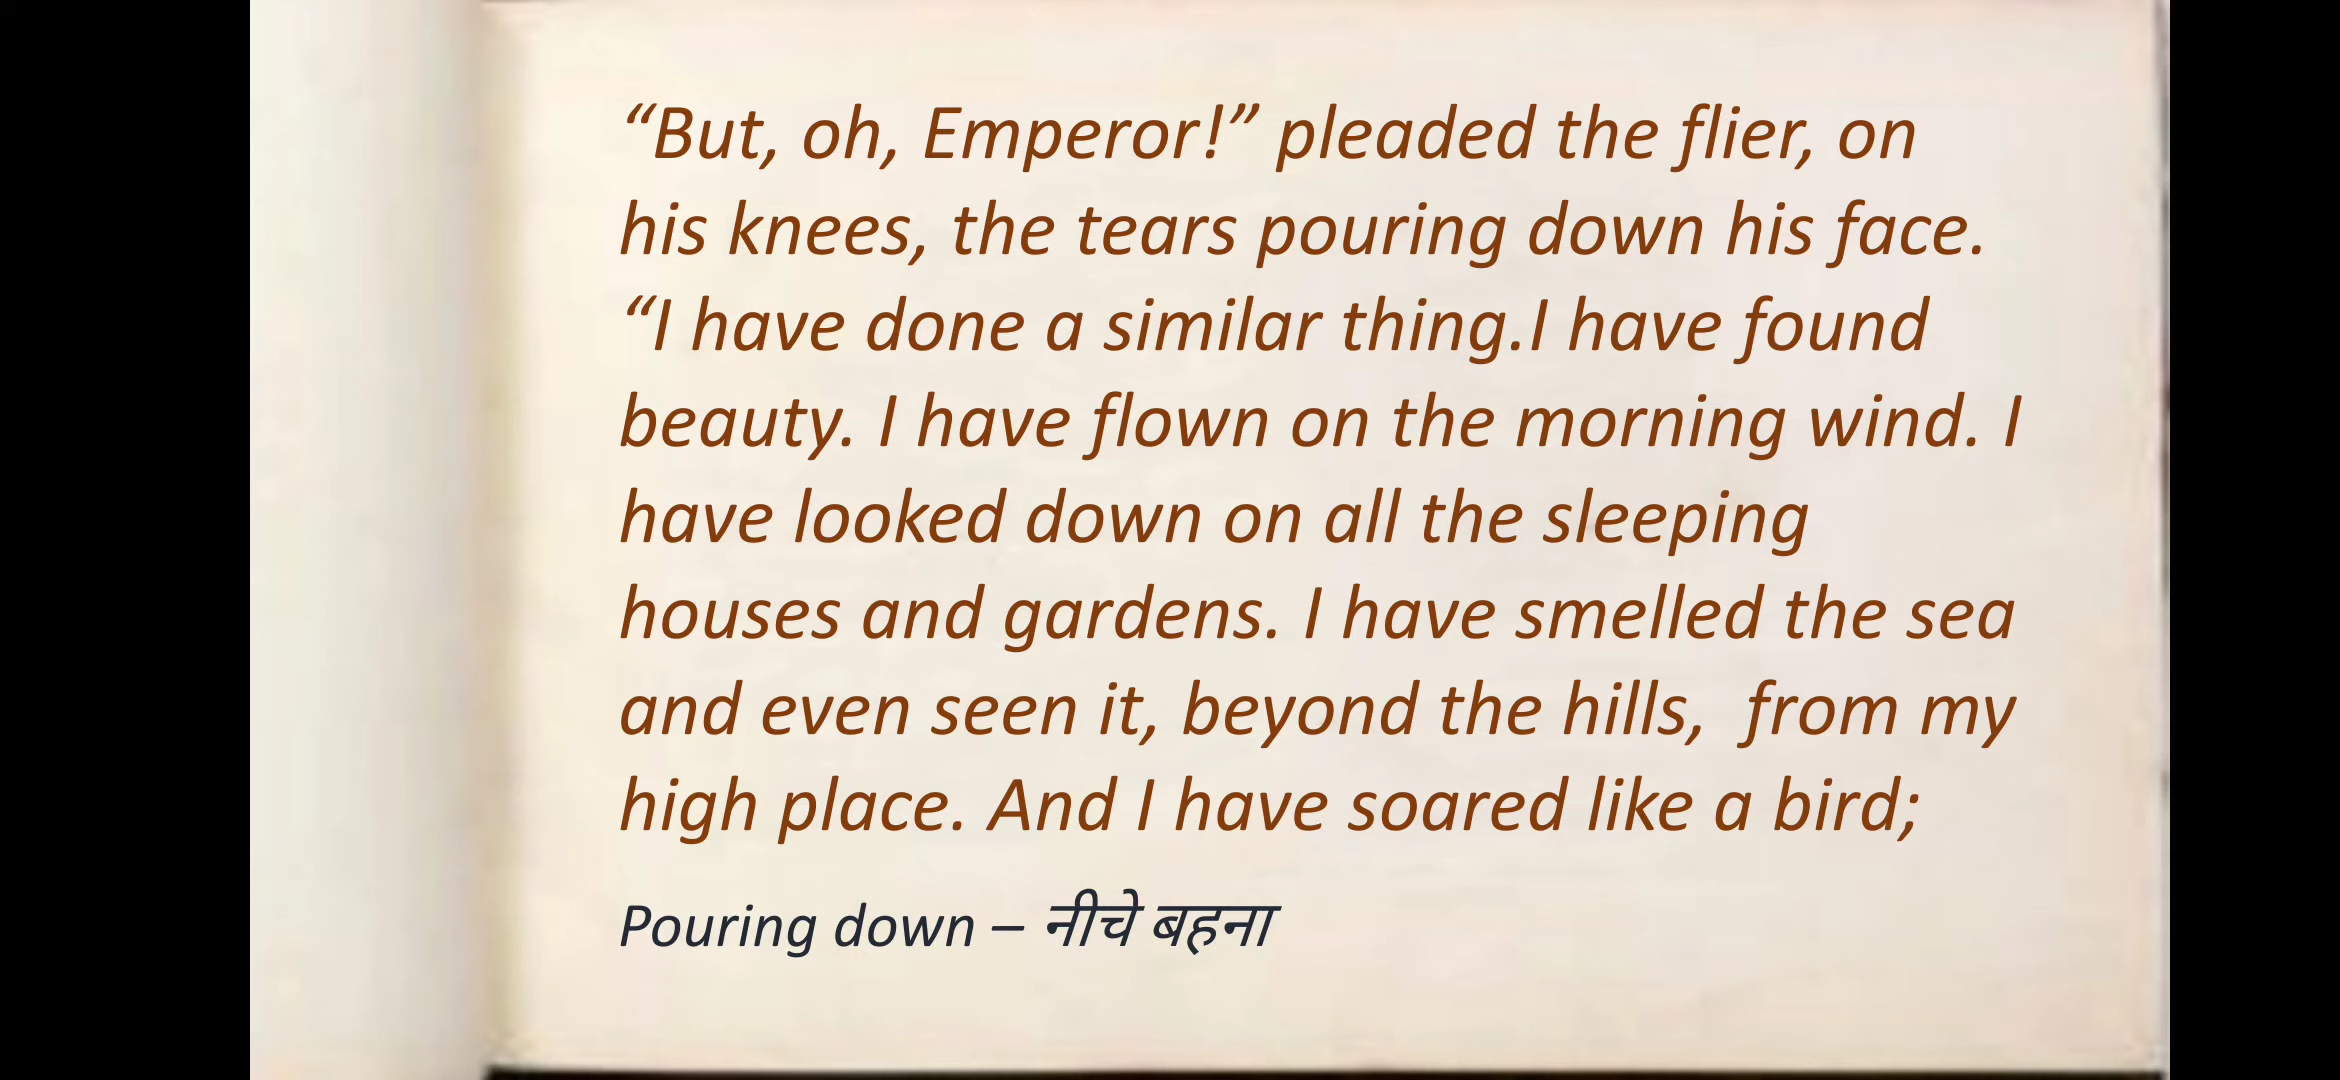 “But, oh, Emperor!” pleaded the flier, on
his knees, the tears pouring down his face.
“I have done a similar thing.I have found
beauty. I have flown on the morning wind. I
have looked down on all the sleeping
houses and gardens. I have smelled the sea
and even seen it, beyond the hills,  from my
high place. And I have soared like a bird;
Pouring down – नीचे बहना